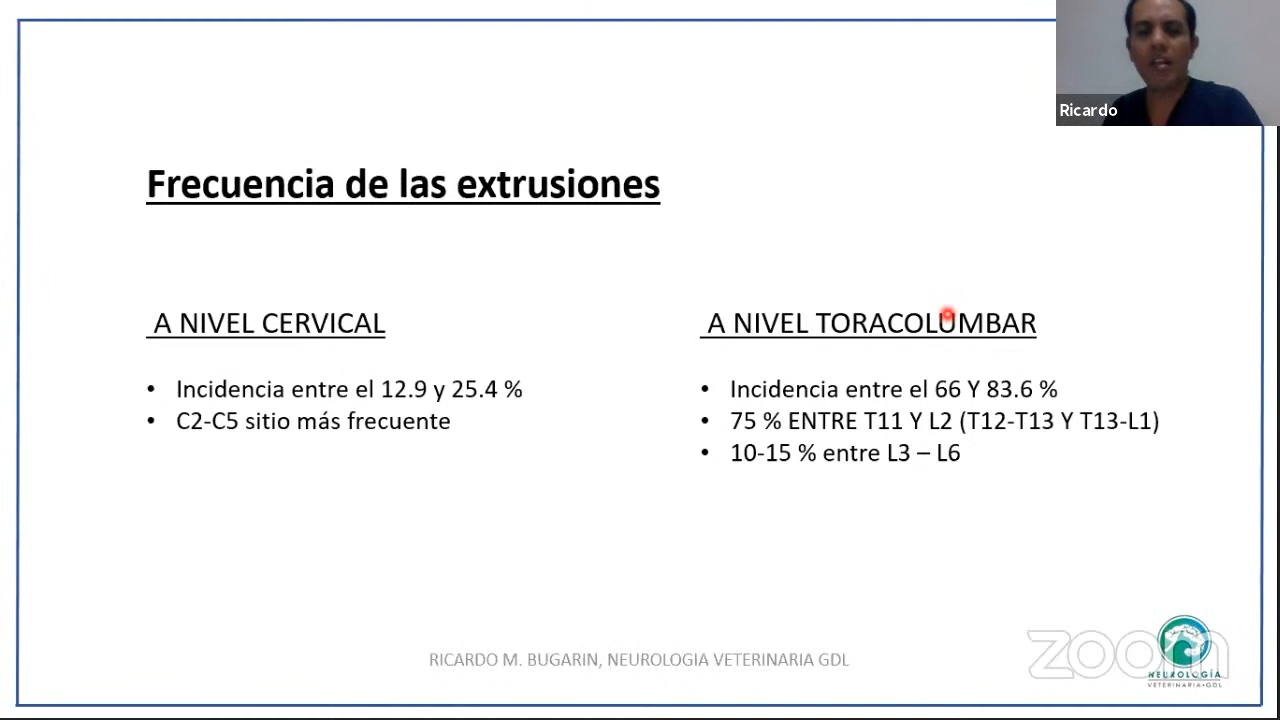 Ricardo
Frecuencia de las extrusiones
A NIVEL CERVICAL
• Incidencia entre el 12.9 y 25.4 %
• C2-C5 sitio más frecuente
A NIVEL TORACOLUMBAR
• Incidencia entre el 66 Y 83.6 %
• 75 % ENTRE T11 Y L2 (T12-T13 Y T13-L1)
• 10-15 % entre L3 – L6
RICARDO M. BUGARIN, NEUROLOGIA VETERINARIA GDL
zoom
NEUROLOGÍA
VETERINARIA•GDL